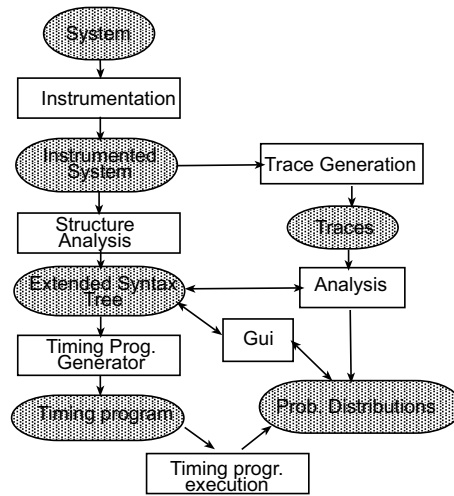 System
Instrumentation
Instrumented
System
Trace Generation
Structure
Analysis
Traces
Extended Syntax
Tree
Analysis
Gui
Timing Prog.
Generator
Timing program
Prob. Distributions
Timing progr.
execution